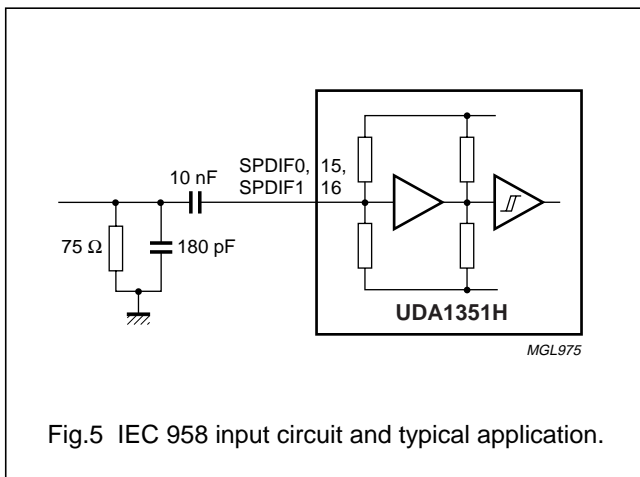 10 nF
SPDIF0, 15,
SPDIF1 16
75 Ω
180 pF
UDA1351H
MGL975
Fig.5 IEC 958 input circuit and typical application.